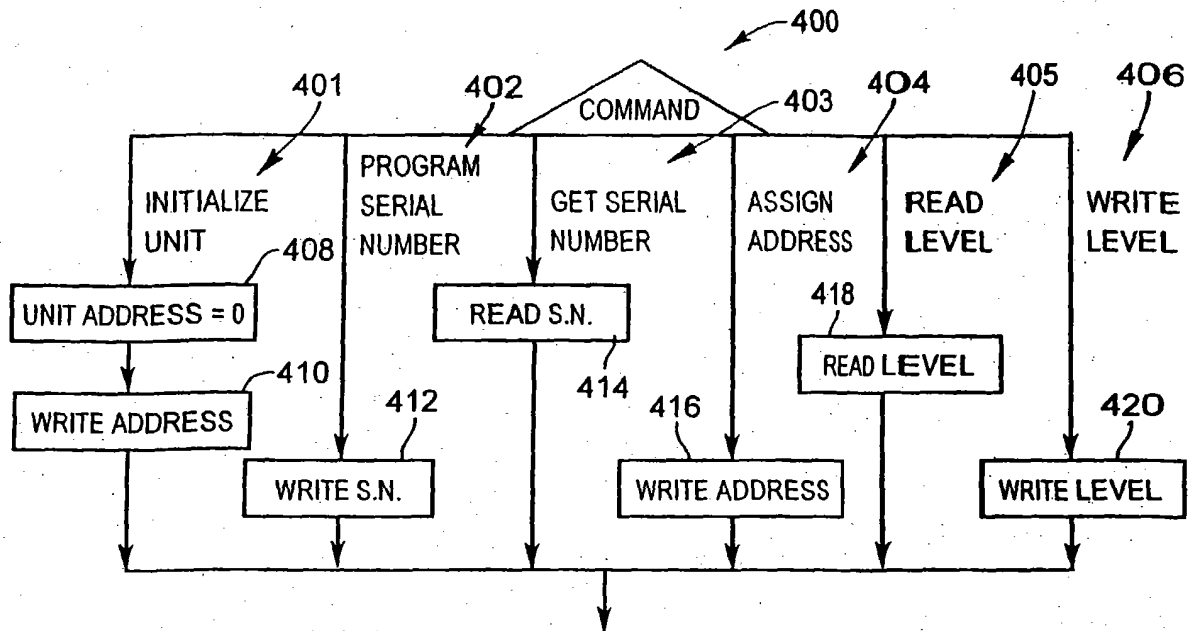 400
401
402
403
404
405
406
COMMAND
INITIALIZE
UNIT
PROGRAM
SERIAL
NUMBER
GET SERIAL
NUMBER
ASSIGN
ADDRESS
READ
LEVEL
WRITE
LEVEL
408
UNIT ADDRESS = 0
410
WRITE ADDRESS
412
WRITE S.N.
READ S.N.
414
416
WRITE ADDRESS
418
READ LEVEL
420
WRITE LEVEL